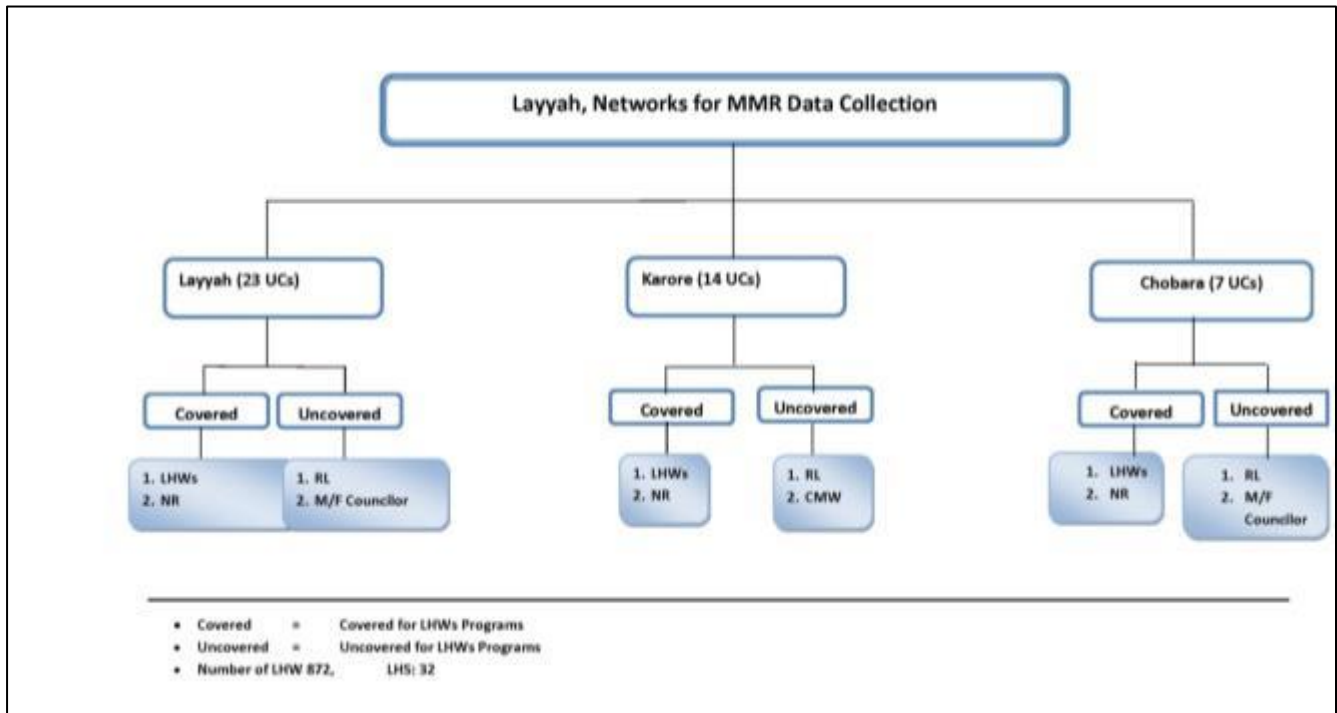 Layyah, Networks for MMR Data Collection
Layyah (23 UCs)
Karore (14 UCs)
Chobara (7 UCs)
Covered
Uncovered
Covered
Uncovered
Covered
Uncovered
1. LHWs
2. NR
1. RL
2. M/F Councilor
1. LHWs
2. NR
1. RL
2. CMW
1. LHWs
2. NR
1. RL
2. M/F
Councilor
• Covered = Covered for LHWs Programs
• Uncovered = Uncovered for LHWs Programs
• Number of LHW 872, LHS: 32